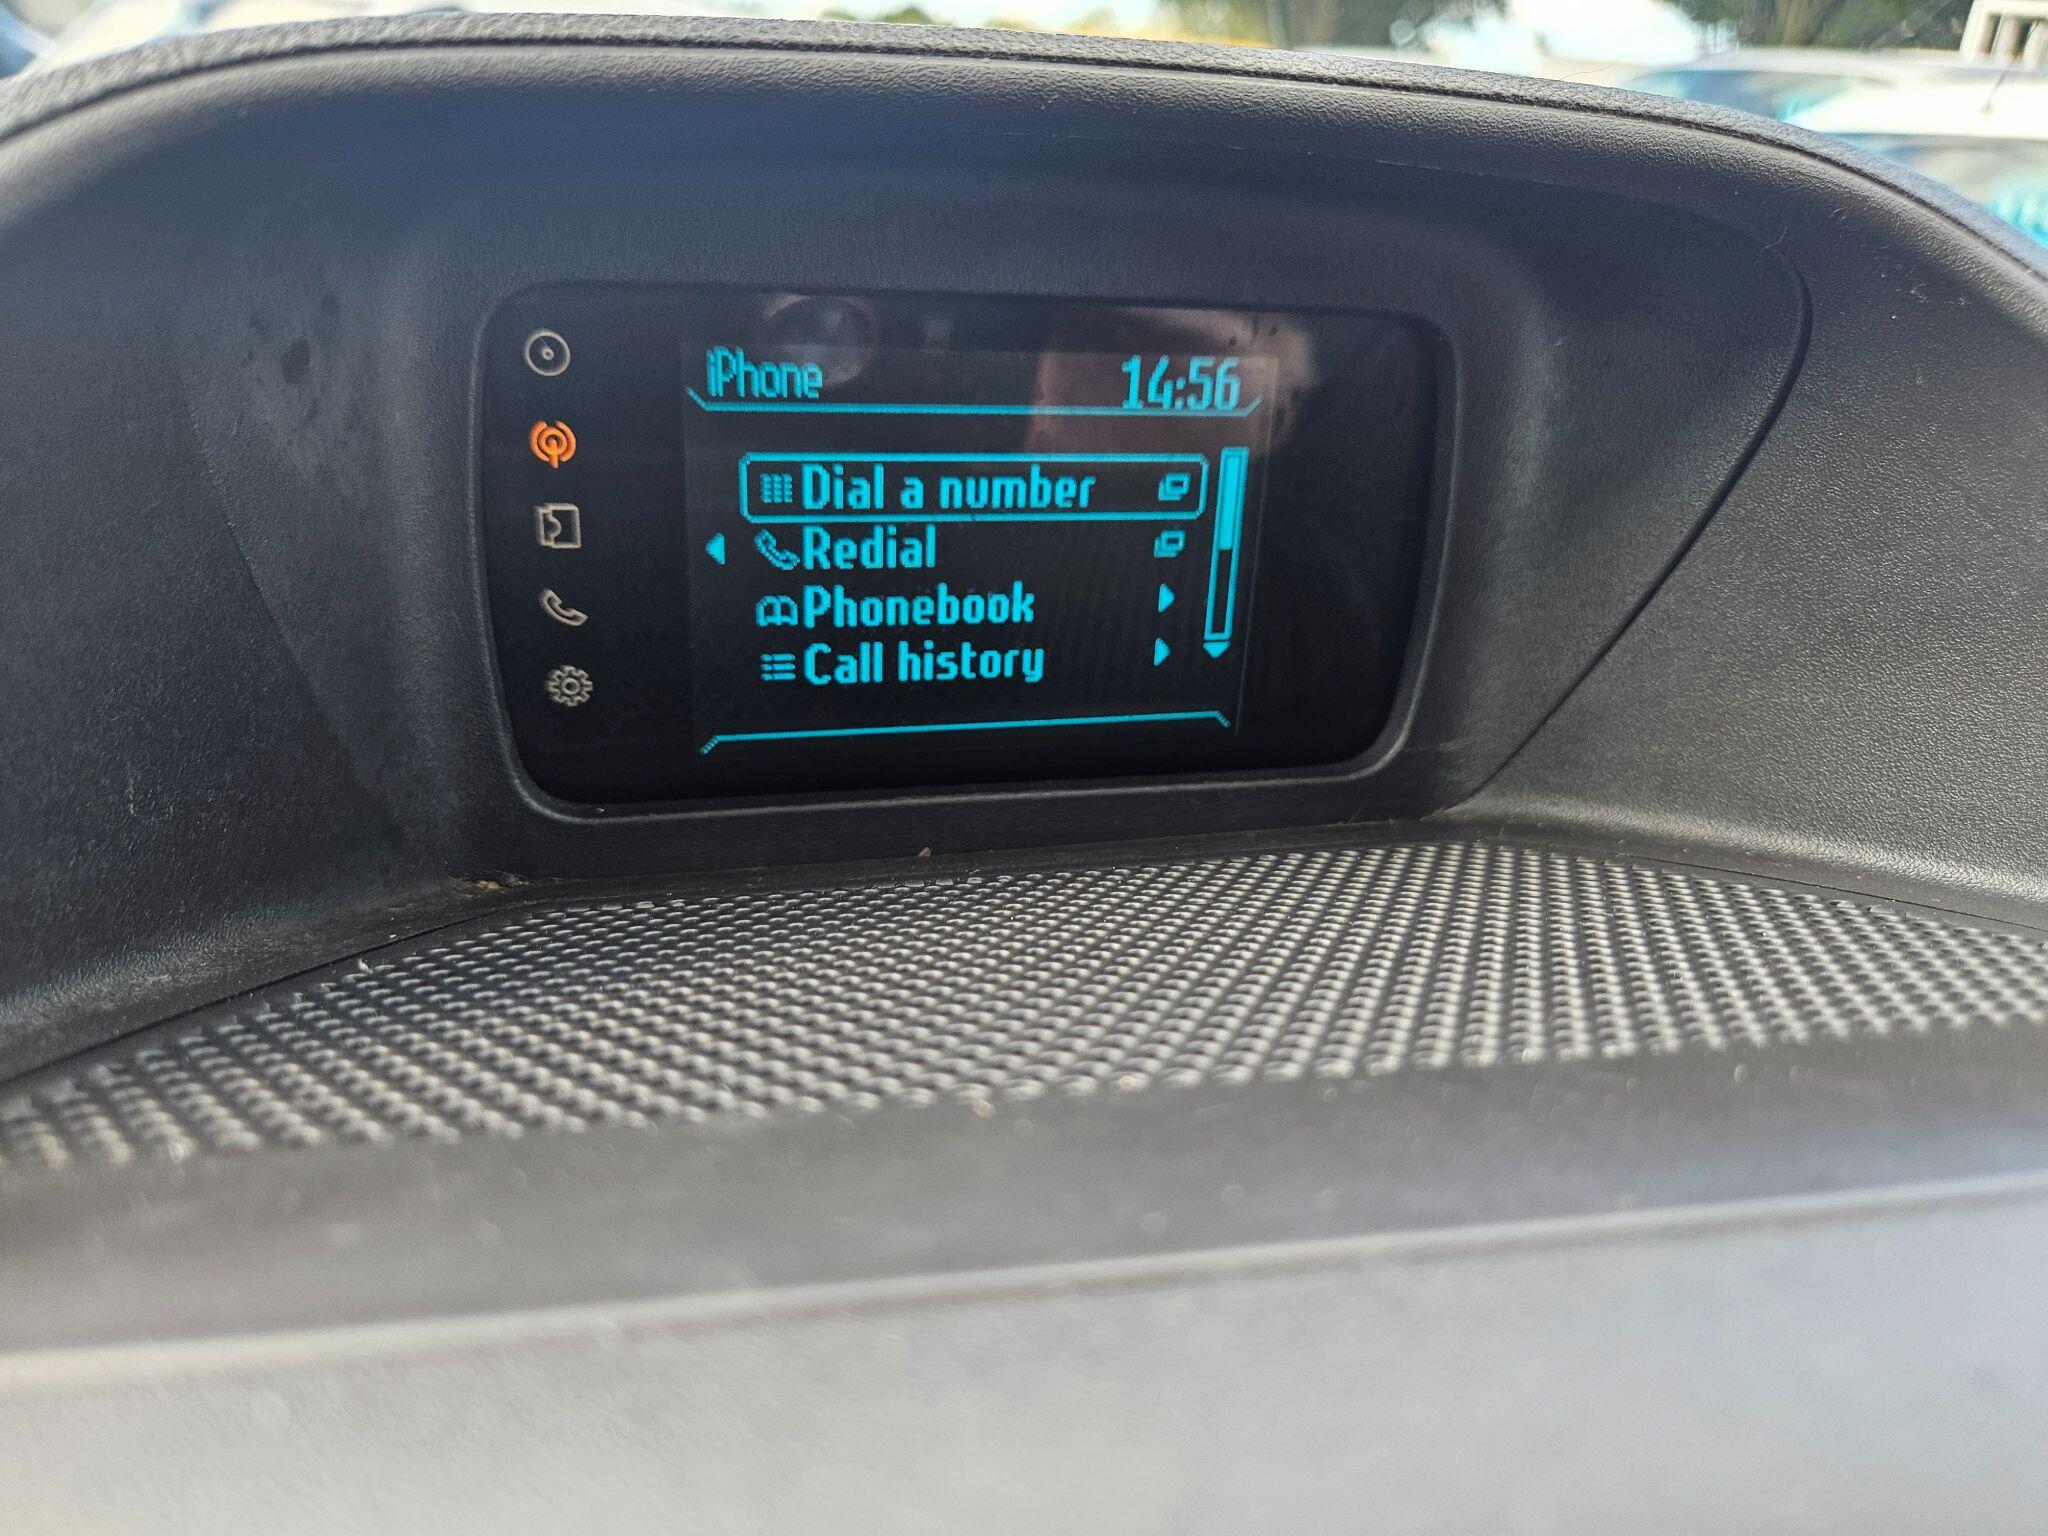 iPhone 14:56
Dial a number
Redial
Phonebook
Call history